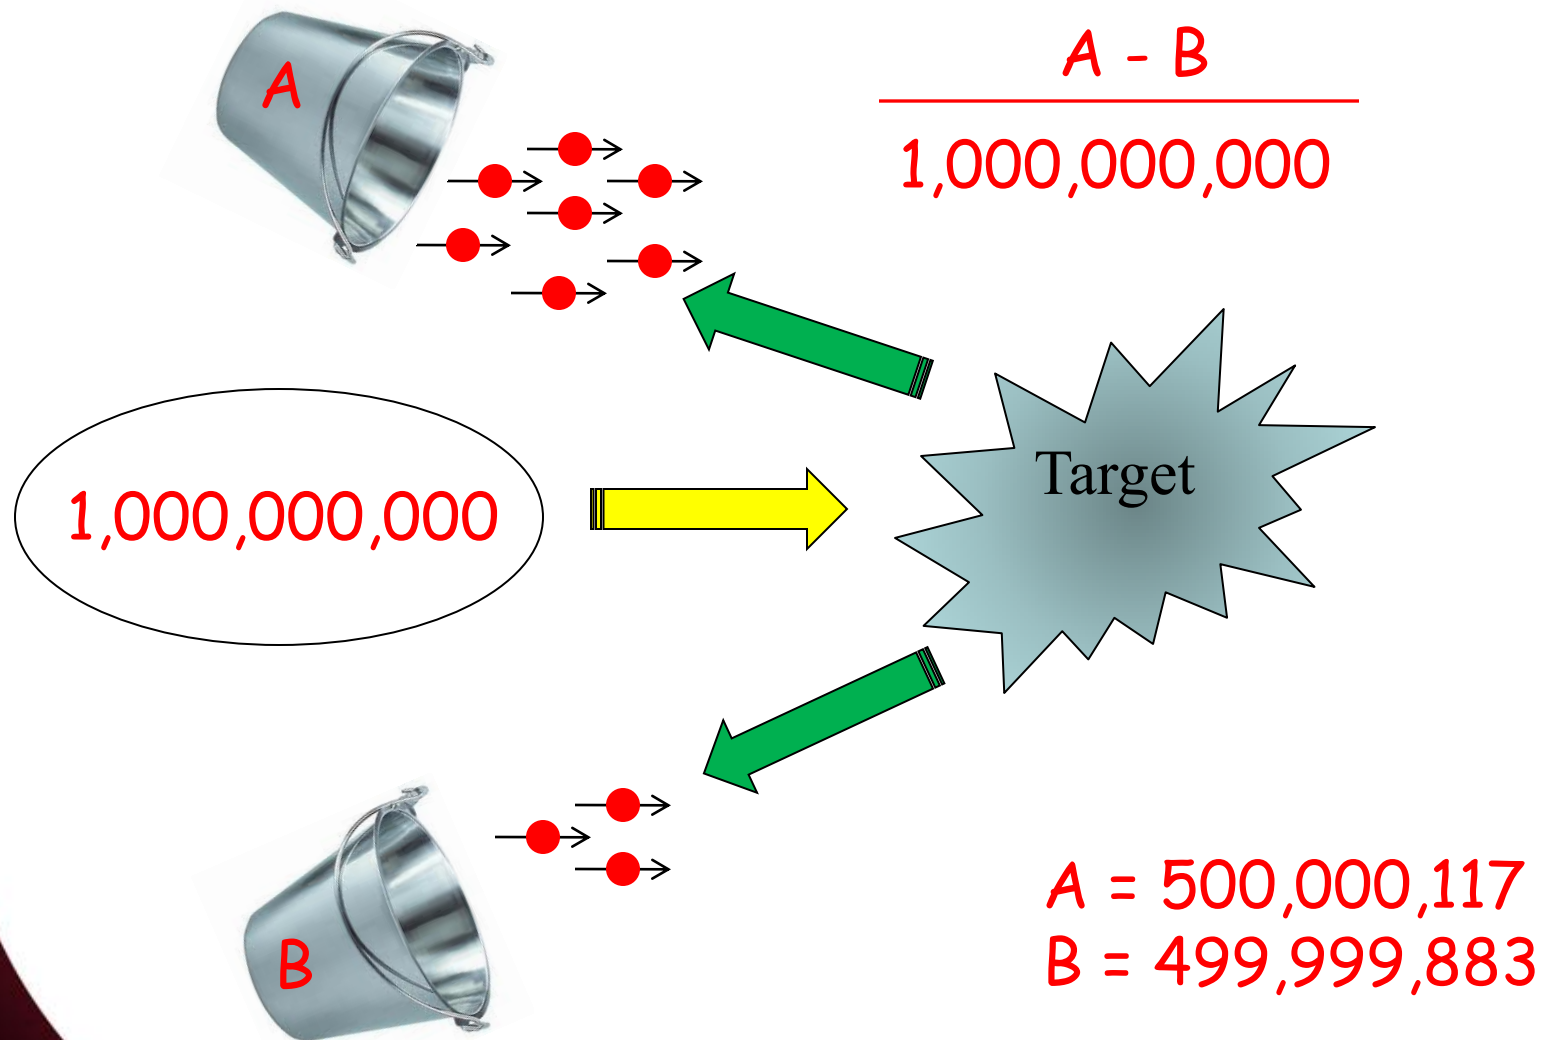 A
A - B
1,000,000,000
1,000,000,000
Target
B
A = 500,000,117
B = 499,999,883